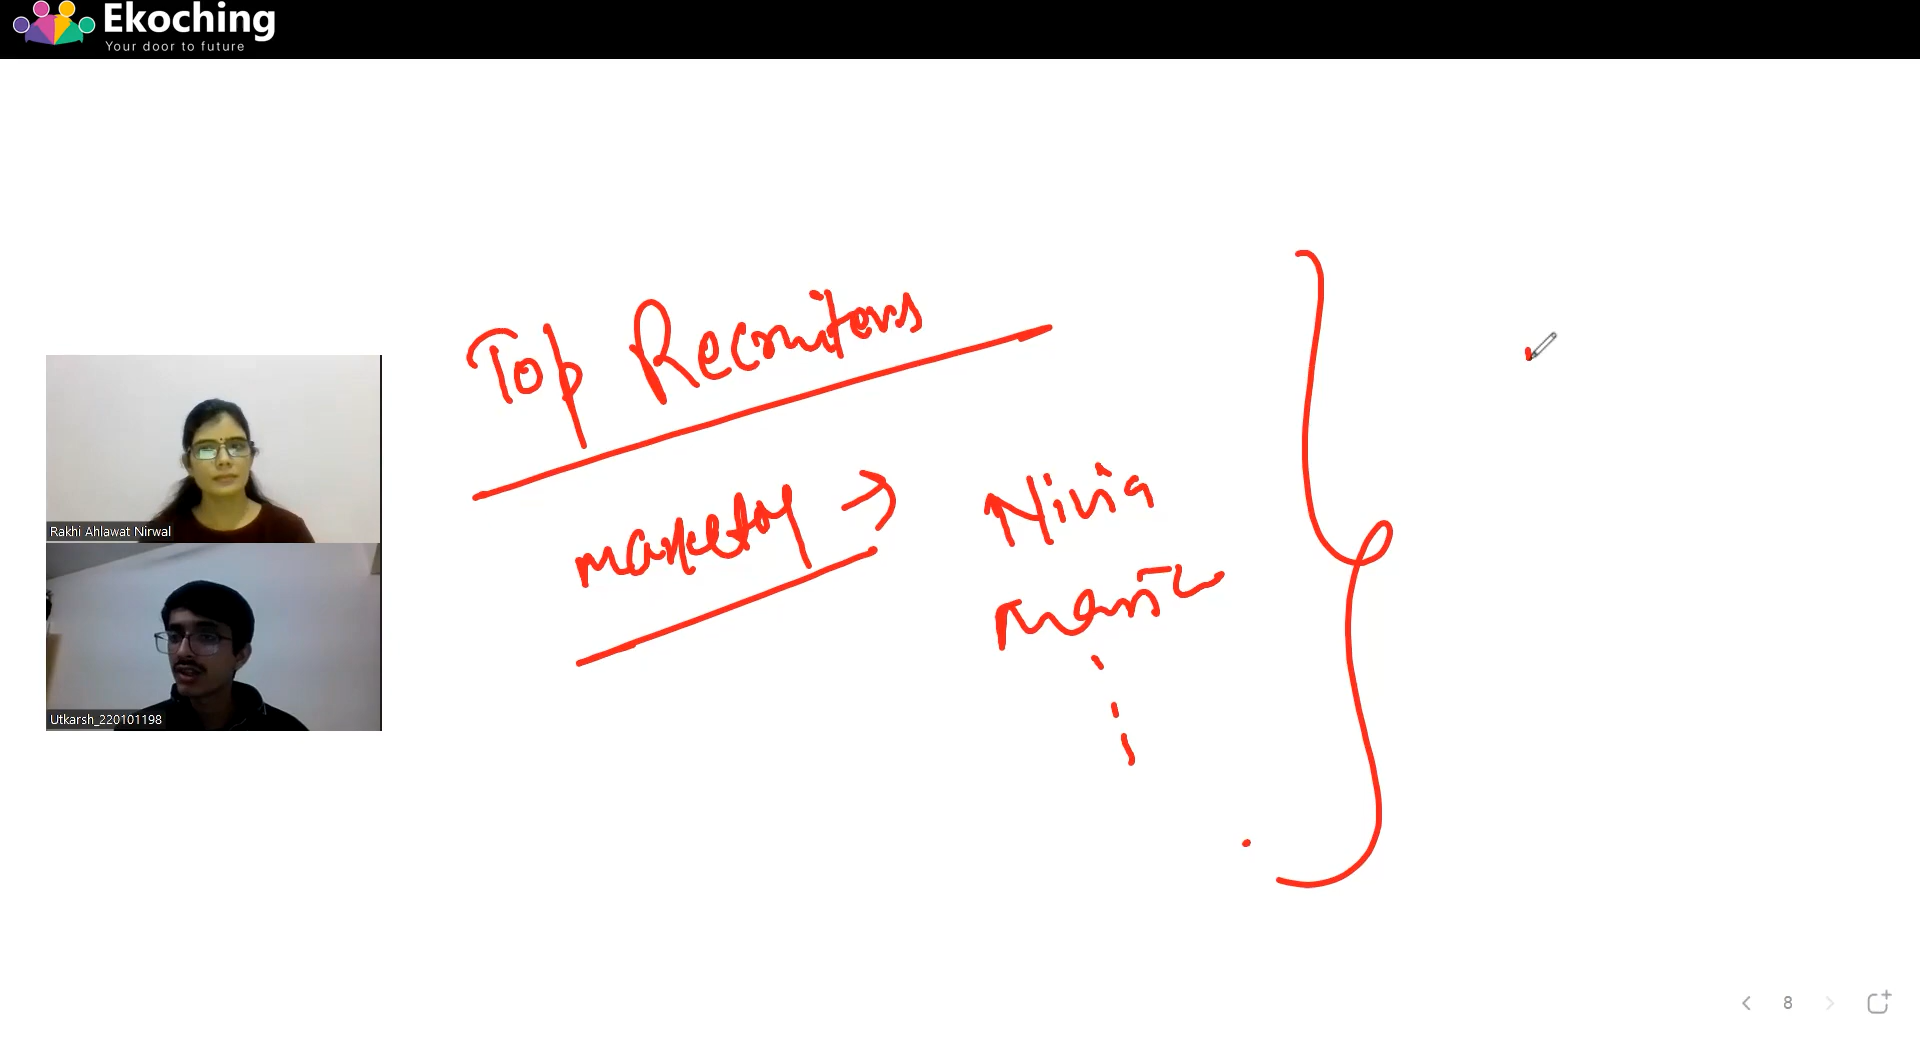 Ekoching
Your door to future
Top Recruiters
marketing → Nivia
Rakhi Ahlawat Nirwal
Utkarsh_220101198
8